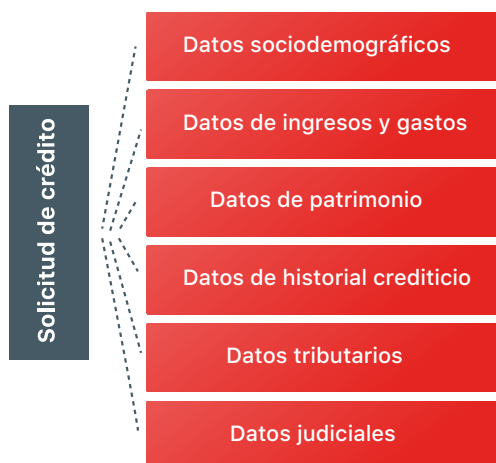 Solicitud de crédito
Datos sociodemográficos
Datos de ingresos y gastos
Datos de patrimonio
Datos de historial crediticio
Datos tributarios
Datos judiciales